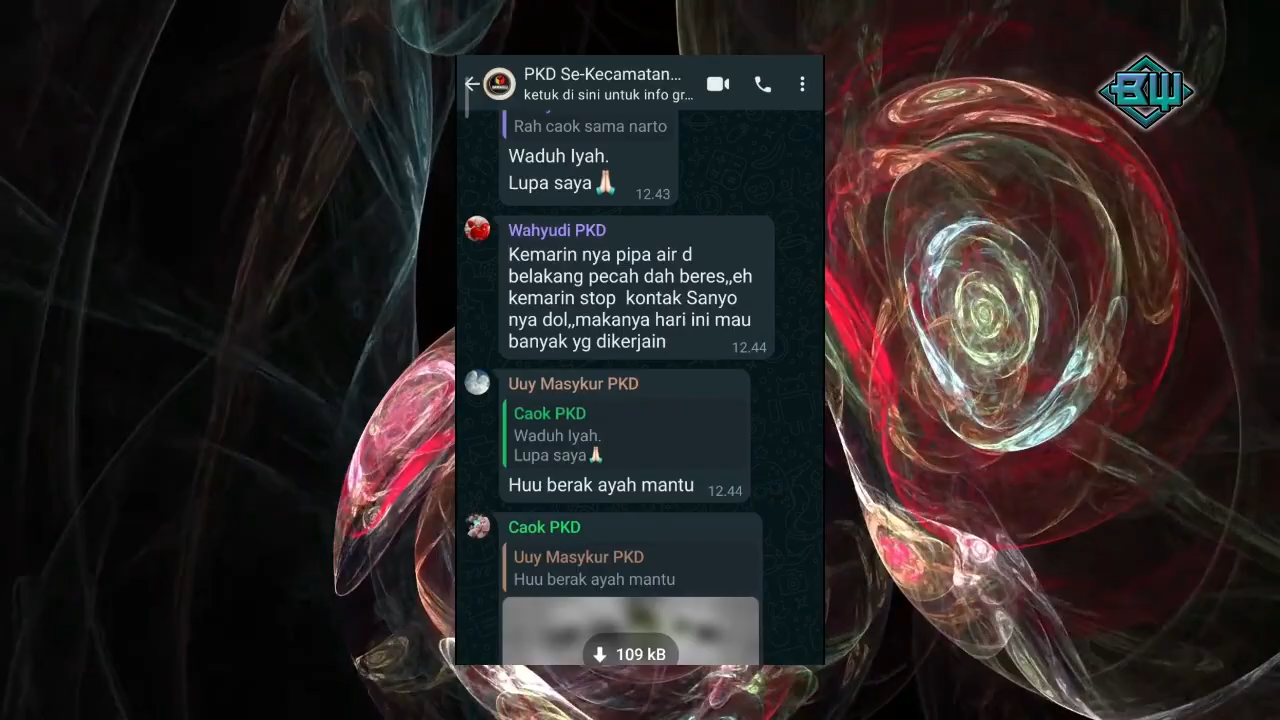 BW
PKD Se-Kecamatan...
ketuk di sini untuk info gr...
Rah caok sama narto
Waduh Iyah.
Lupa saya🙏🏻
12.43
Wahyudi PKD
Kemarin nya pipa air d
belakang pecah dah beres,,eh
kemarin stop kontak Sanyo
nya dol,,makanya hari ini mau
banyak yg dikerjain
12.44
Uuy Masykur PKD
Caok PKD
Waduh Iyah.
Lupa saya🙏🏻
Huu berak ayah mantu
12.44
Caok PKD
Uuy Masykur PKD
Huu berak ayah mantu
109 kB